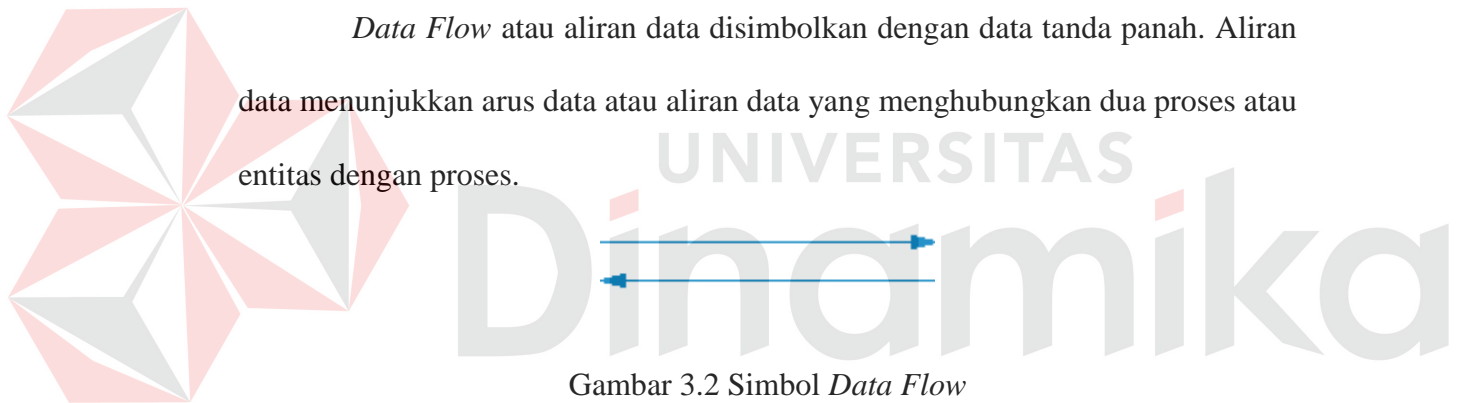 Data Flow atau aliran data disimbolkan dengan data tanda panah. Aliran
data menunjukkan arus data atau aliran data yang menghubungkan dua proses atau
entitas dengan proses.
UNIVERSITAS
Dinamika
Gambar 3.2 Simbol Data Flow